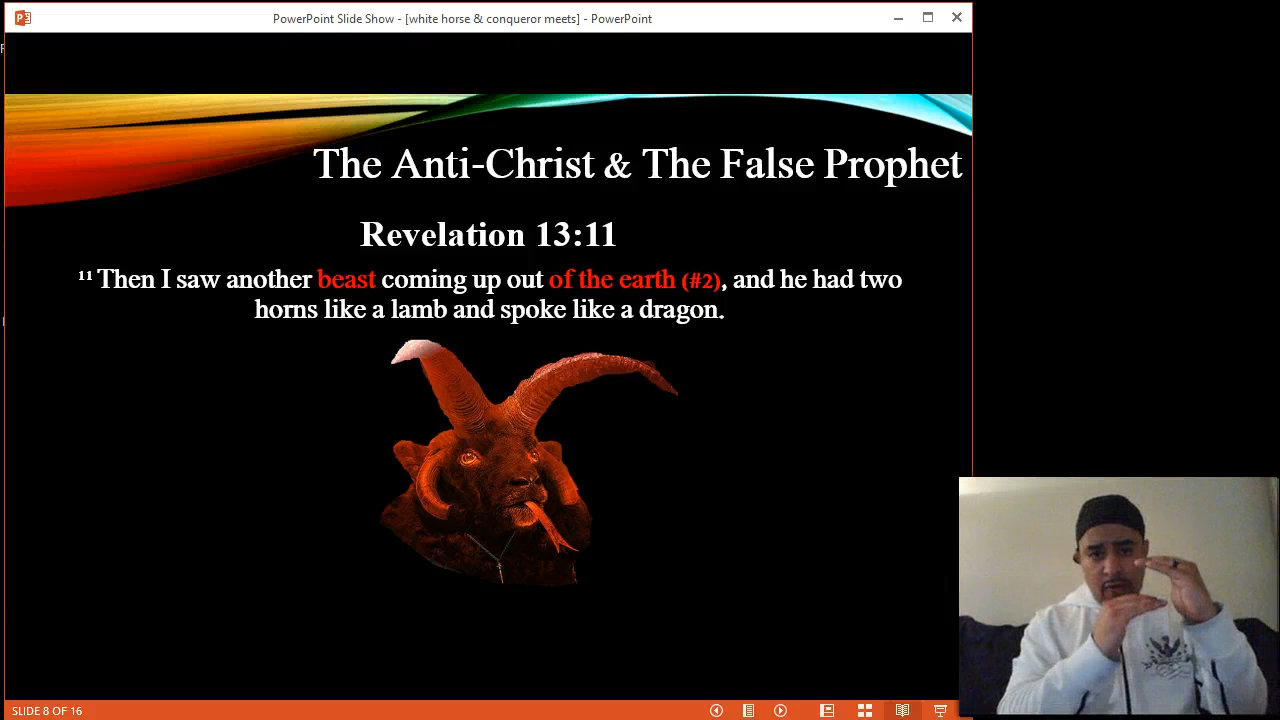 PowerPoint Slide Show - [white horse & conqueror meets] - PowerPoint
The Anti-Christ & The False Prophet
Revelation 13:11
11 Then I saw another beast coming up out of the earth (#2), and he had two
horns like a lamb and spoke like a dragon.
SLIDE 8 OF 16